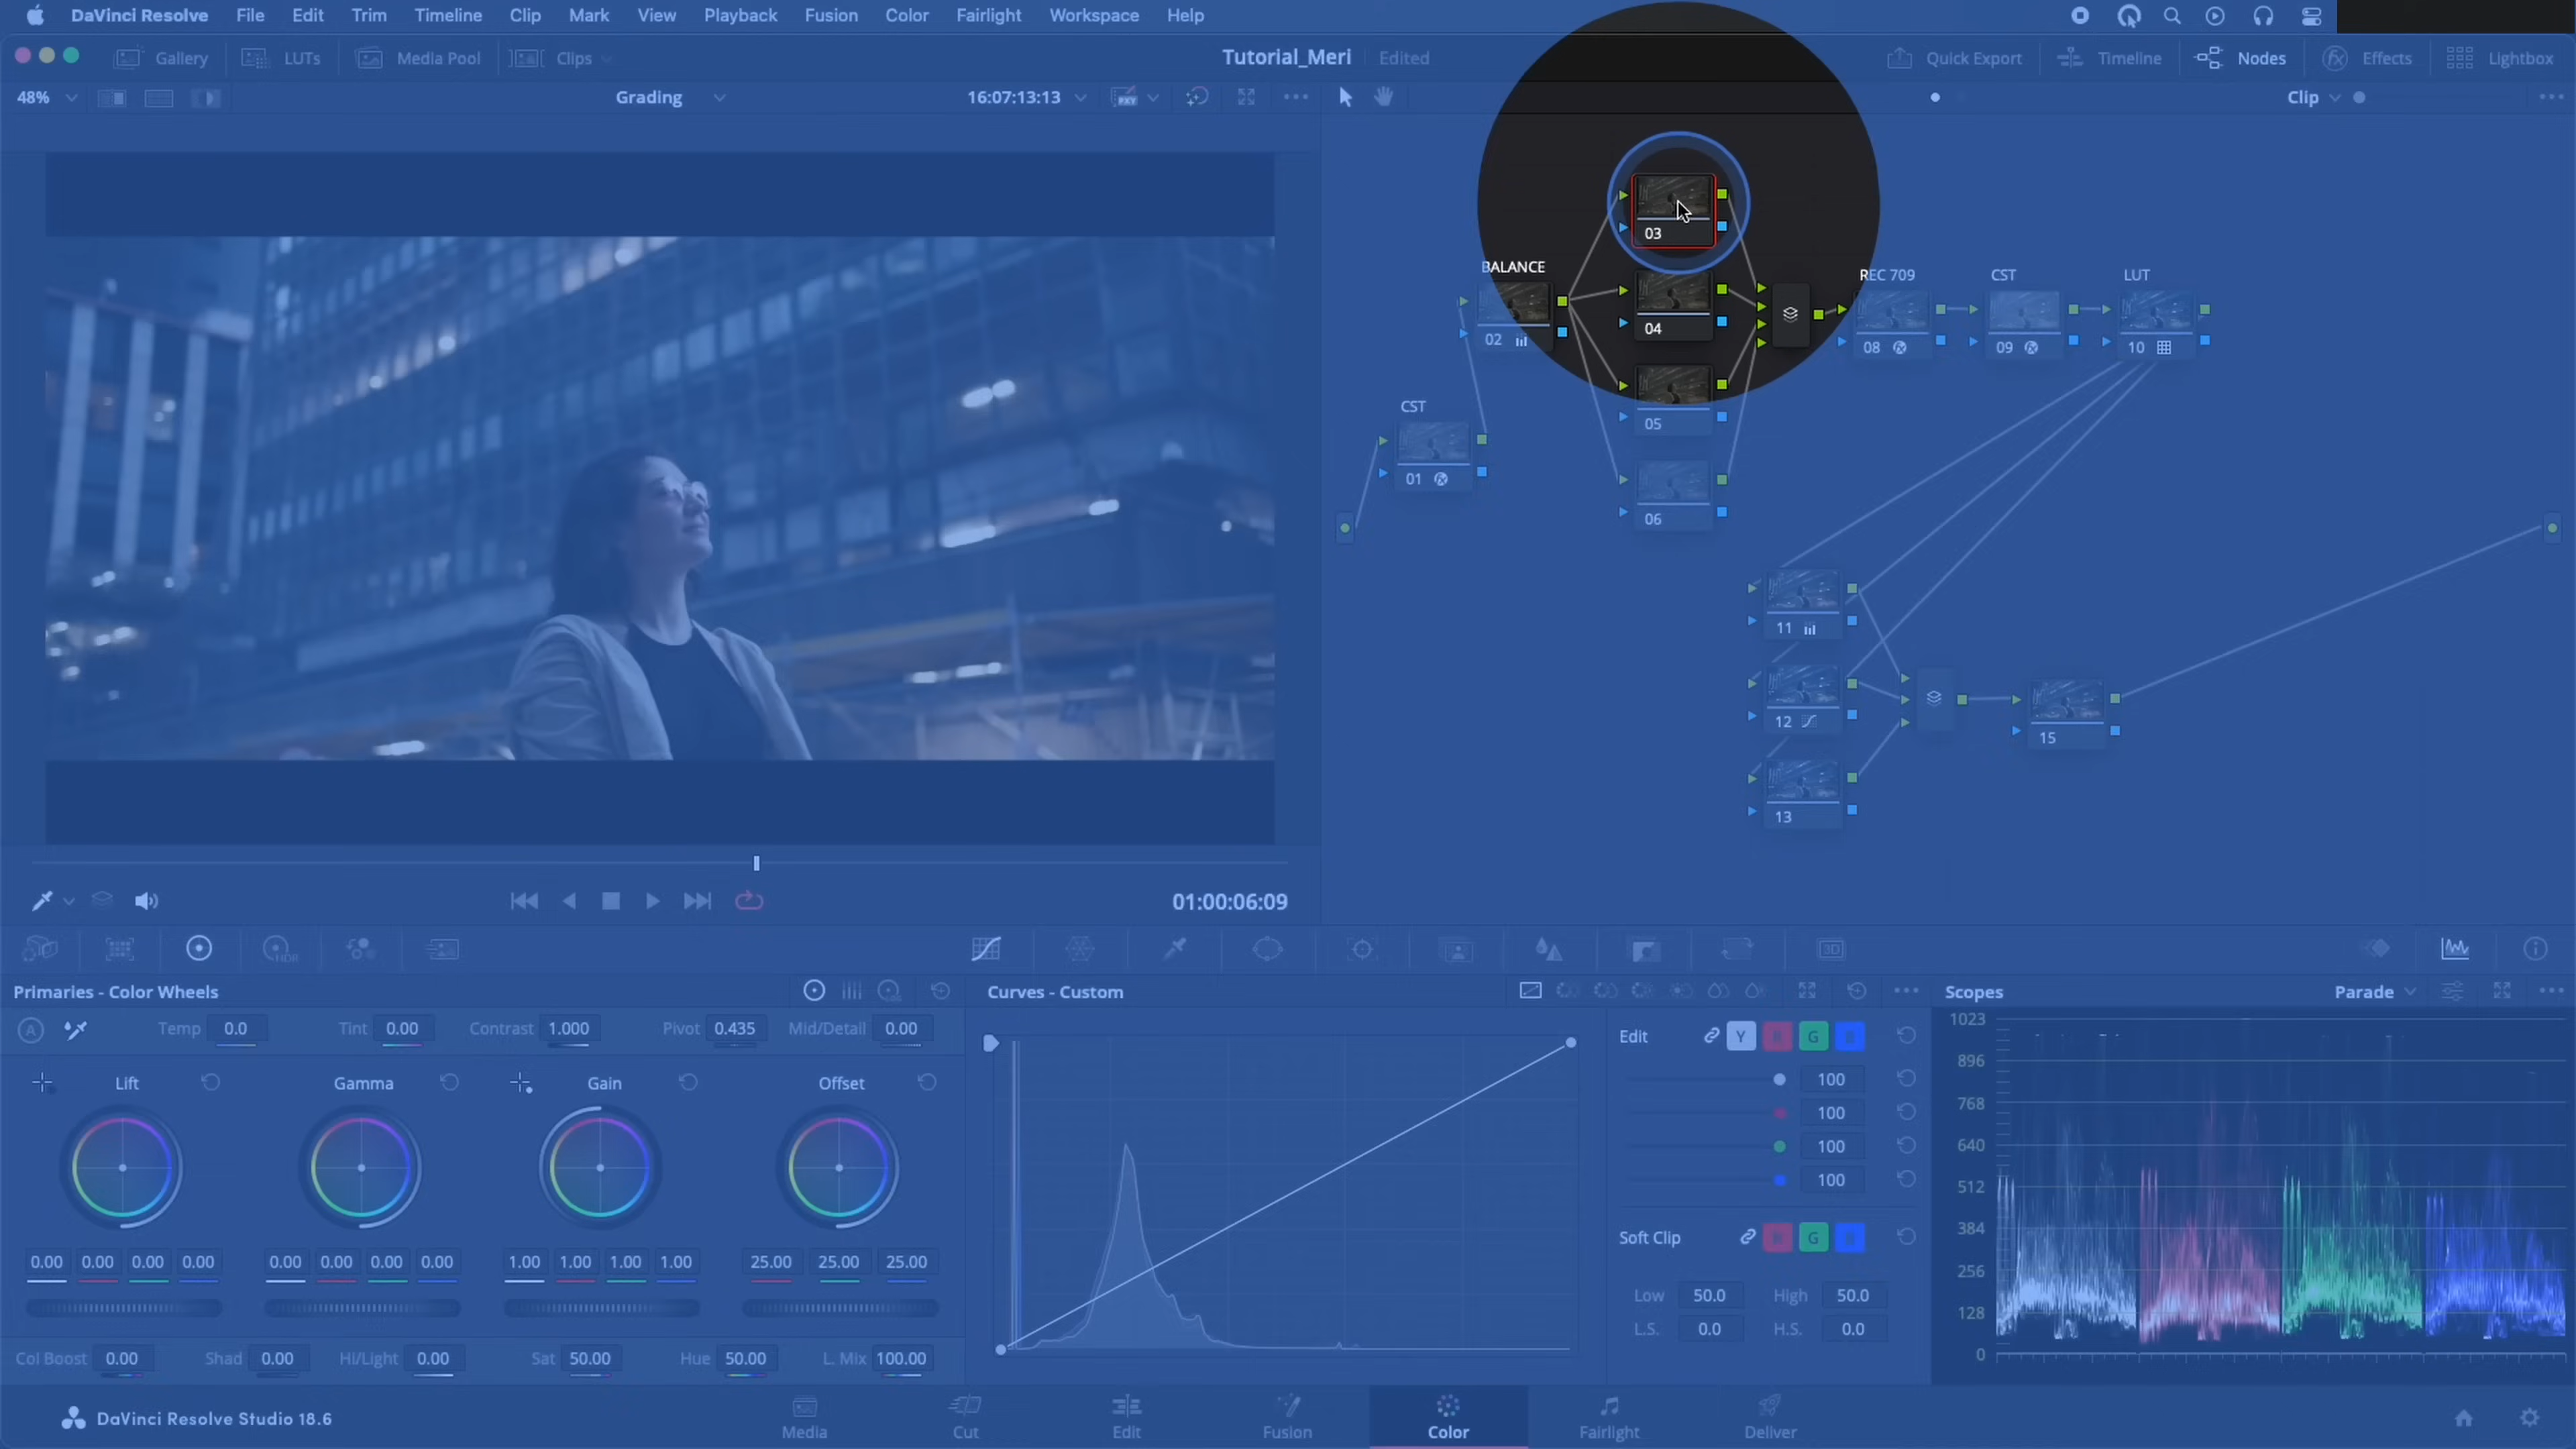 DaVinci Resolve File Edit Trim Timeline Clip Mark View Playback Fusion Color Fairlight Workspace Help
Gallery LUTs Media Pool Clips Tutorial_Meri Edited Quick Export Timeline Nodes Effects Lightbox
48% Grading 16:07:13:13 Clip
03
BALANCE
REC 709 CST LUT
04
02
08 09 10
CST
05
01
06
11
12
15
13
01:00:06:09
HDR 3D
Primaries - Color Wheels
Temp 0.0 Tint 0.00 Contrast 1.000 Pivot 0.435 Mid/Detail 0.00
Lift Gamma Gain Offset
0.00 0.00 0.00 0.00 0.00 0.00 0.00 0.00 1.00 1.00 1.00 1.00 25.00 25.00 25.00
Col Boost 0.00 Shad 0.00 Hi/Light 0.00 Sat 50.00 Hue 50.00 L. Mix 100.00
Curves - Custom
Edit Y G
100
100
100
100
Soft Clip G
Low 50.0 High 50.0
L.S. 0.0 H.S. 0.0
Scopes Parade
1023
896
768
640
512
384
256
128
0
DaVinci Resolve Studio 18.6
Media Cut Edit Fusion Color Fairlight Deliver